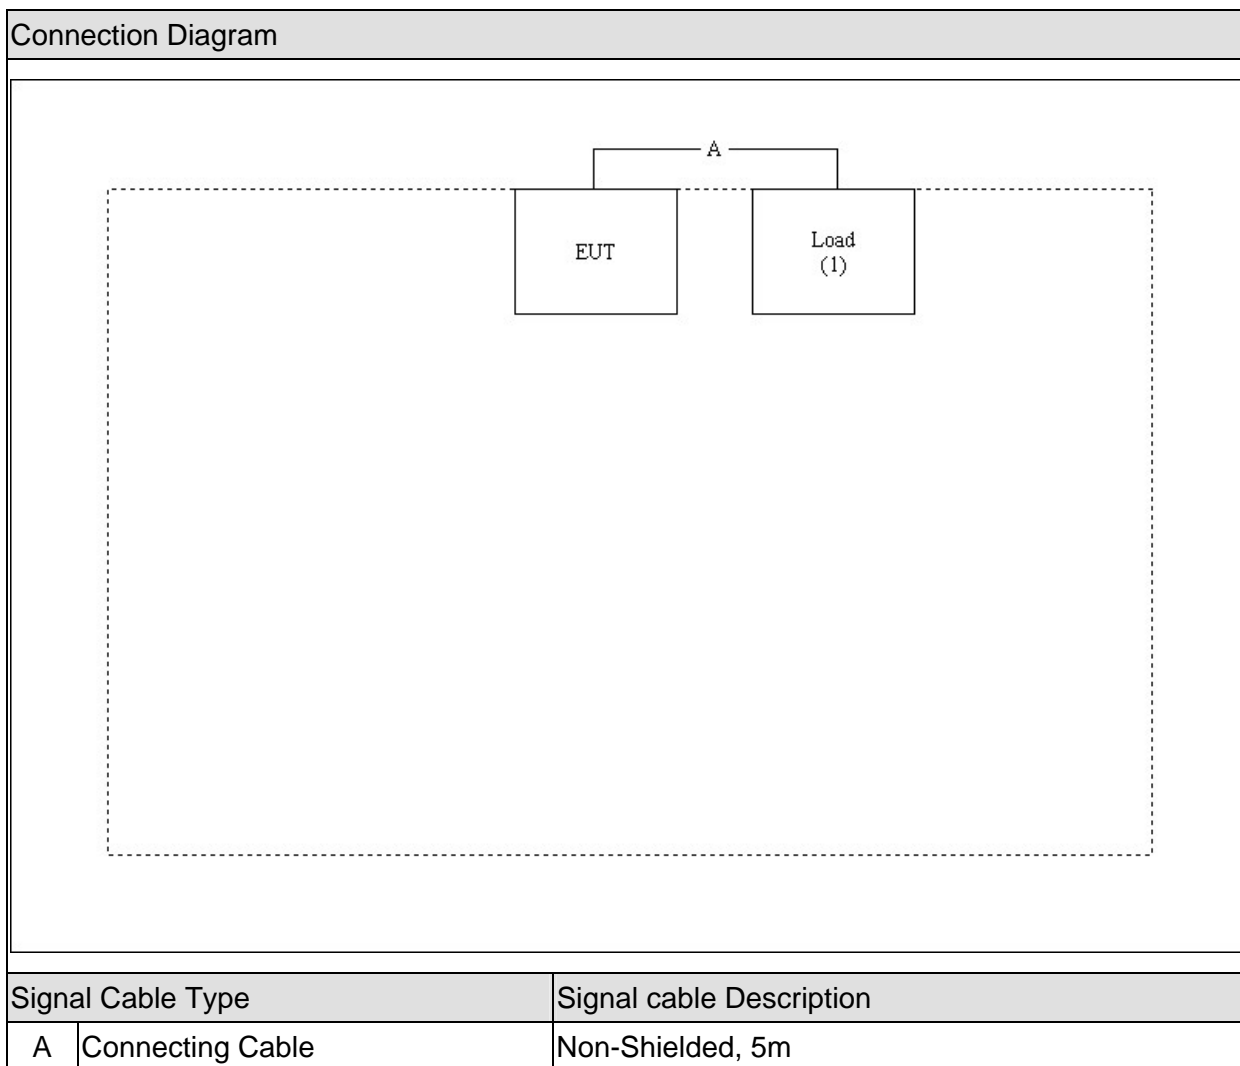 Connection Diagram
A
EUT
Load
(1)
Signal Cable Type Signal cable Description
A Connecting Cable Non-Shielded, 5m